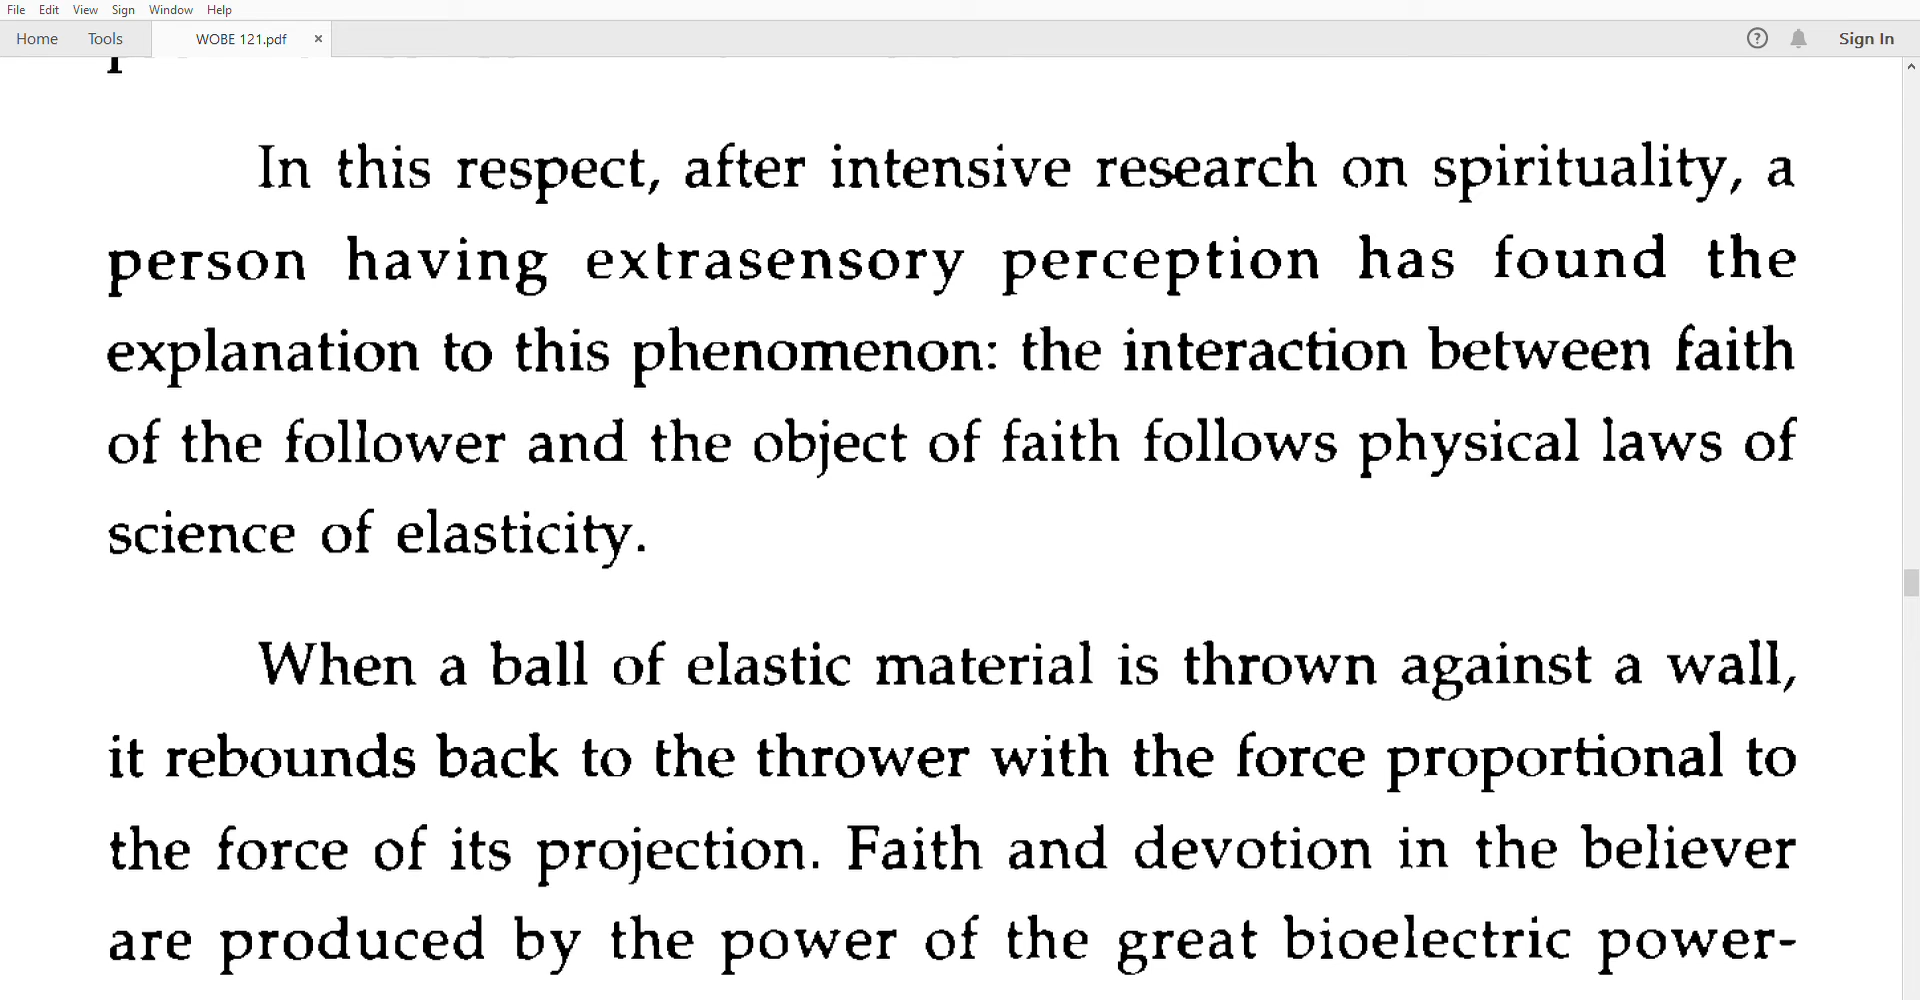 File Edit View Sign Window Help
Home Tools WOBE 121.pdf × ? Sign In
In this respect, after intensive research on spirituality, a
person having extrasensory perception has found the
explanation to this phenomenon: the interaction between faith
of the follower and the object of faith follows physical laws of
science of elasticity.
When a ball of elastic material is thrown against a wall,
it rebounds back to the thrower with the force proportional to
the force of its projection. Faith and devotion in the believer
are produced by the power of the great bioelectric power-